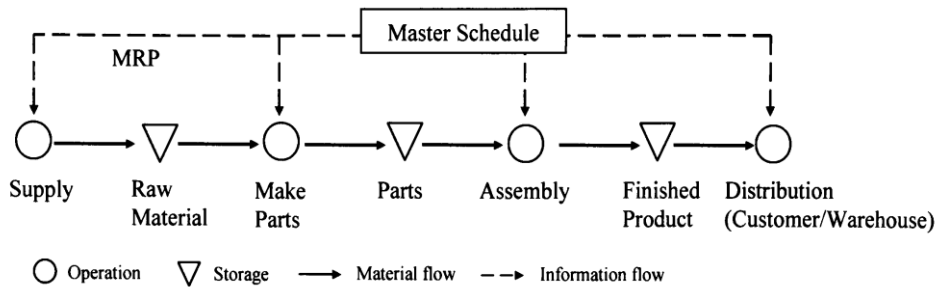 Master Schedule
MRP
Supply
Raw
Material
Make
Parts
Parts
Assembly
Finished
Product
Distribution
(Customer/Warehouse)
Operation
Storage
Material flow
Information flow